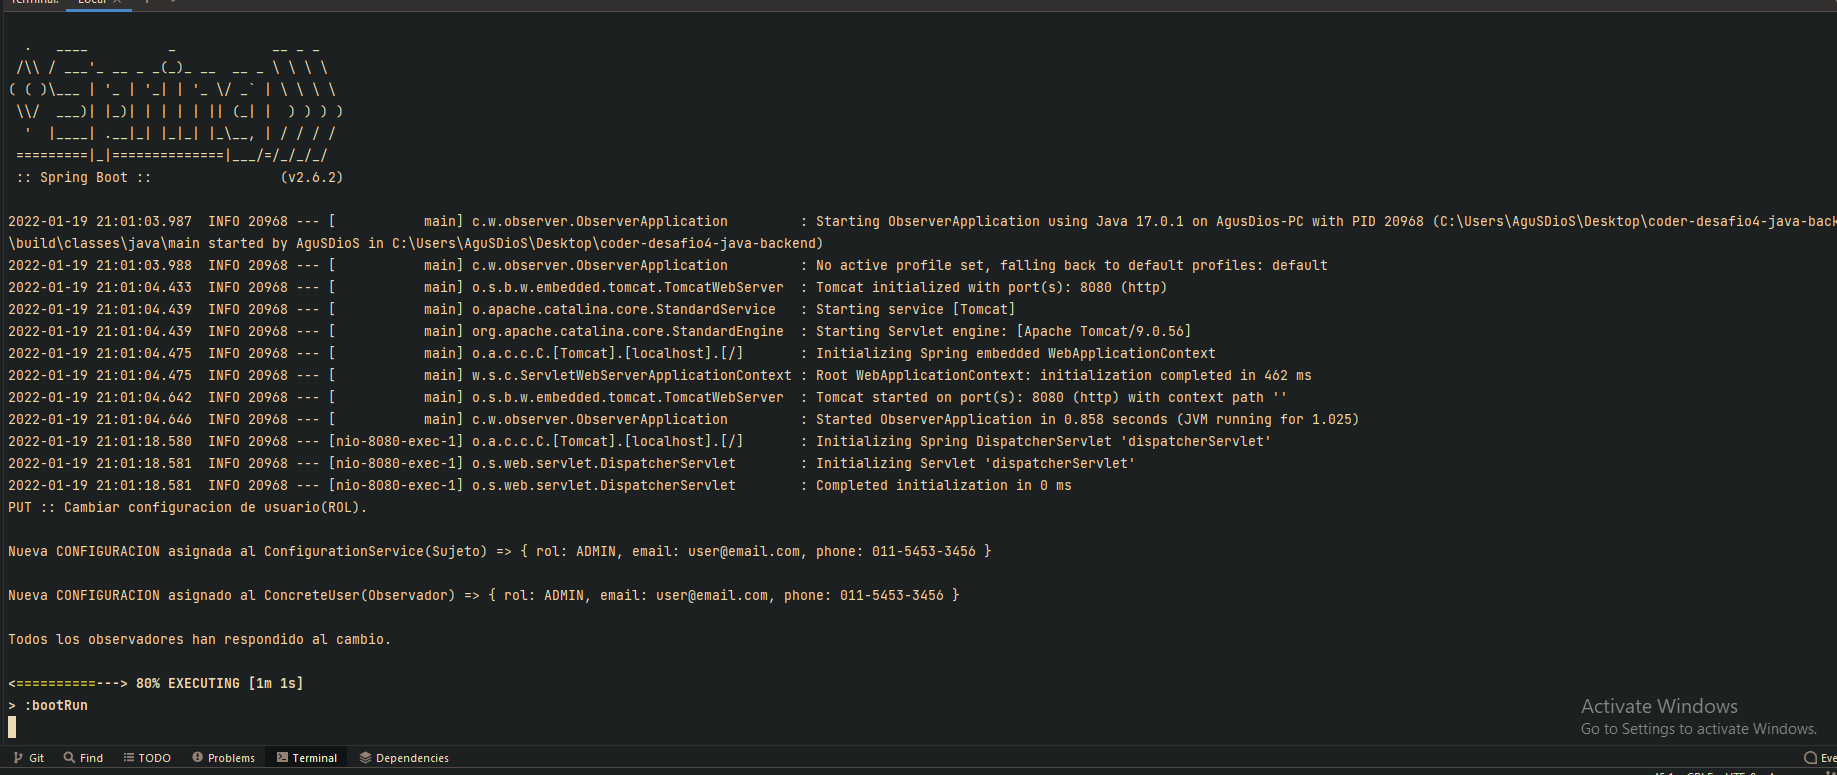 Terminal: Local × + ⌄
  .   ____          _            __ _ _
 /\\ / ___'_ __ _ _(_)_ __  __ _ \ \ \ \
( ( )\___ | '_ | '_| | '_ \/ _` | \ \ \ \
 \\/  ___)| |_)| | | | | || (_| |  ) ) ) )
  '  |____| .__|_| |_|_| |_\__, | / / / /
 =========|_|==============|___/=/_/_/_/
 :: Spring Boot ::                (v2.6.2)
2022-01-19 21:01:03.987  INFO 20968 --- [           main] c.w.observer.ObserverApplication         : Starting ObserverApplication using Java 17.0.1 on AgusDios-PC with PID 20968 (C:\Users\AguSDioS\Desktop\coder-desafio4-java-back
\build\classes\java\main started by AguSDioS in C:\Users\AguSDioS\Desktop\coder-desafio4-java-backend)
2022-01-19 21:01:03.988  INFO 20968 --- [           main] c.w.observer.ObserverApplication         : No active profile set, falling back to default profiles: default
2022-01-19 21:01:04.433  INFO 20968 --- [           main] o.s.b.w.embedded.tomcat.TomcatWebServer  : Tomcat initialized with port(s): 8080 (http)
2022-01-19 21:01:04.439  INFO 20968 --- [           main] o.apache.catalina.core.StandardService   : Starting service [Tomcat]
2022-01-19 21:01:04.439  INFO 20968 --- [           main] org.apache.catalina.core.StandardEngine  : Starting Servlet engine: [Apache Tomcat/9.0.56]
2022-01-19 21:01:04.475  INFO 20968 --- [           main] o.a.c.c.C.[Tomcat].[localhost].[/]       : Initializing Spring embedded WebApplicationContext
2022-01-19 21:01:04.475  INFO 20968 --- [           main] w.s.c.ServletWebServerApplicationContext : Root WebApplicationContext: initialization completed in 462 ms
2022-01-19 21:01:04.642  INFO 20968 --- [           main] o.s.b.w.embedded.tomcat.TomcatWebServer  : Tomcat started on port(s): 8080 (http) with context path ''
2022-01-19 21:01:04.646  INFO 20968 --- [           main] c.w.observer.ObserverApplication         : Started ObserverApplication in 0.858 seconds (JVM running for 1.025)
2022-01-19 21:01:18.580  INFO 20968 --- [nio-8080-exec-1] o.a.c.c.C.[Tomcat].[localhost].[/]       : Initializing Spring DispatcherServlet 'dispatcherServlet'
2022-01-19 21:01:18.581  INFO 20968 --- [nio-8080-exec-1] o.s.web.servlet.DispatcherServlet        : Initializing Servlet 'dispatcherServlet'
2022-01-19 21:01:18.581  INFO 20968 --- [nio-8080-exec-1] o.s.web.servlet.DispatcherServlet        : Completed initialization in 0 ms
PUT :: Cambiar configuracion de usuario(ROL).
Nueva CONFIGURACION asignada al ConfigurationService(Sujeto) => { rol: ADMIN, email: user@email.com, phone: 011-5453-3456 }
Nueva CONFIGURACION asignado al ConcreteUser(Observador) => { rol: ADMIN, email: user@email.com, phone: 011-5453-3456 }
Todos los observadores han respondido al cambio.
<==========---> 80% EXECUTING [1m 1s]
> :bootRun
Activate Windows
Go to Settings to activate Windows.
Git Find TODO Problems Terminal Dependencies Eve